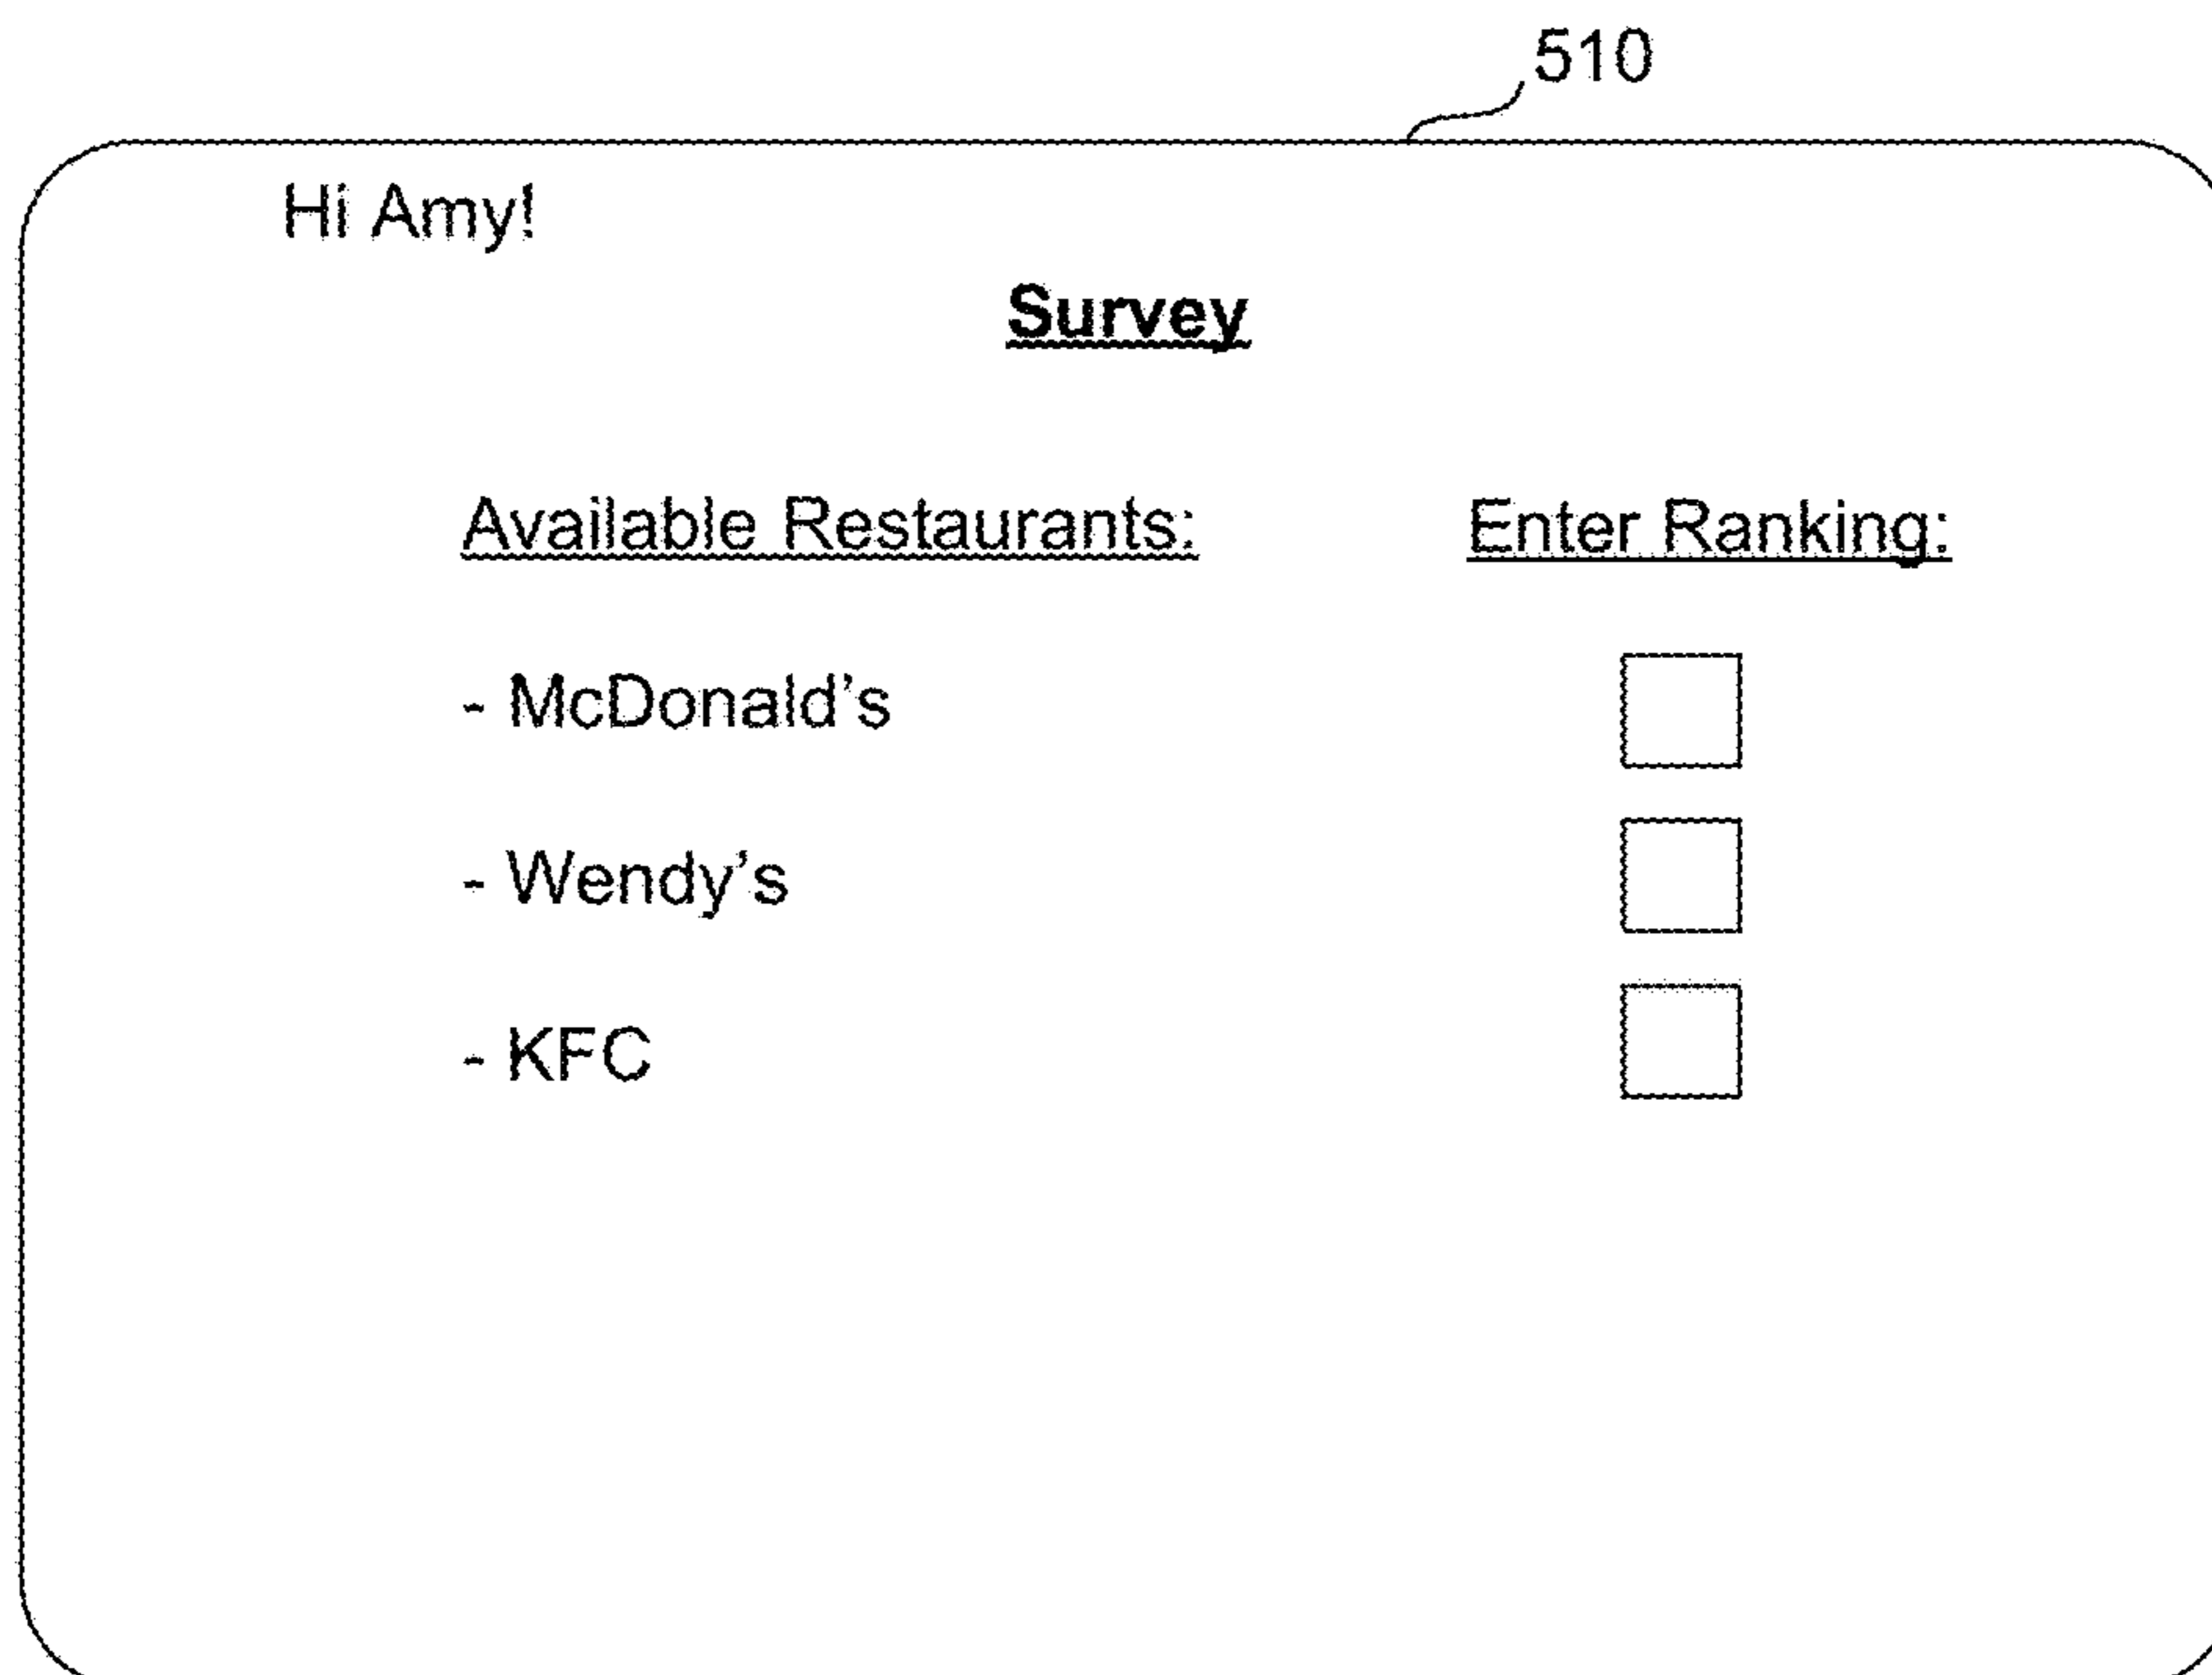 510
Hi Amy!
Survey
Available Restaurants: Enter Ranking:
- McDonald’s
- Wendy’s
- KFC